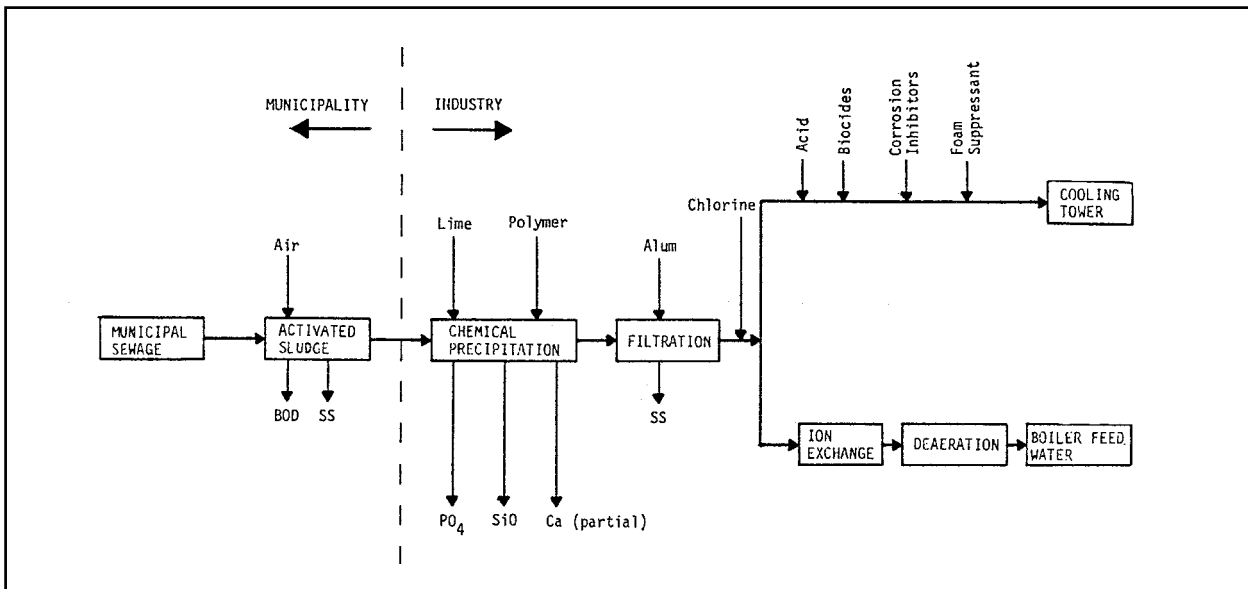 MUNICIPALITY
INDUSTRY
Acid
Biocides
Corrosion
Inhibitors
Foam
Suppressant
COOLING
TOWER
Chlorine
Lime
Polymer
Alum
Air
MUNICIPAL
SEWAGE
ACTIVATED
SLUDGE
CHEMICAL
PRECIPITATION
FILTRATION
BOD
SS
SS
ION
EXCHANGE
DEAERATION
BOILER FEED
WATER
PO4
SiO
Ca (partial)